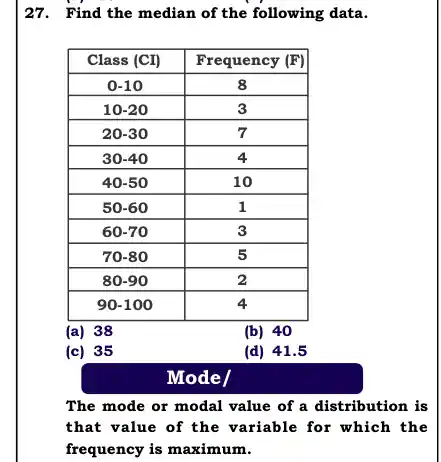 27. Find the median of the following data.
Class (CI) Frequency (F)
0-10 8
10-20 3
20-30 7
30-40 4
40-50 10
50-60 1
60-70 3
70-80 5
80-90 2
90-100 4
(a) 38 (b) 40
(c) 35 (d) 41.5
Mode/
The mode or modal value of a distribution is
that value of the variable for which the
frequency is maximum.